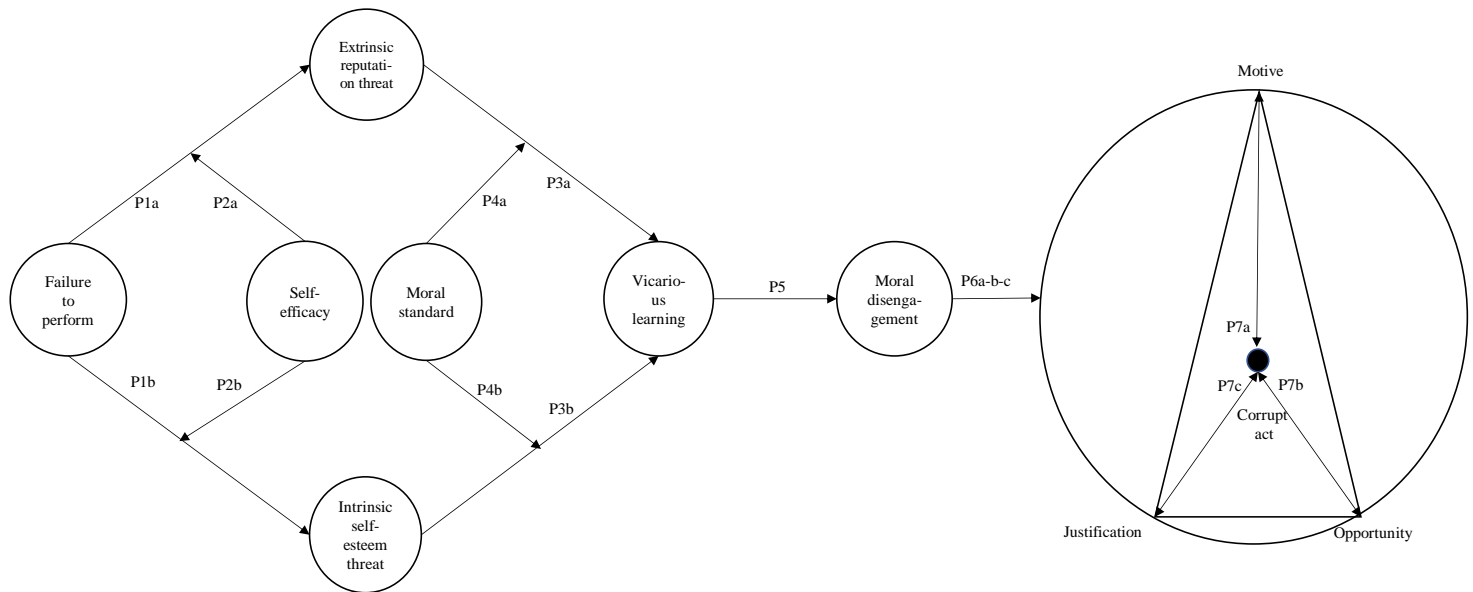 Extrinsic
reputati-
on threat
Motive
P1a
P2a
P4a
P3a
Failure
to
perform
Self-
efficacy
Moral
standard
Vicario-
us
learning
P5
Moral
disenga-
gement
P6a-b-c
P7a
P7c
P7b
Corrupt
act
P1b
P2b
P4b
P3b
Intrinsic
self-
esteem
threat
Justification
Opportunity